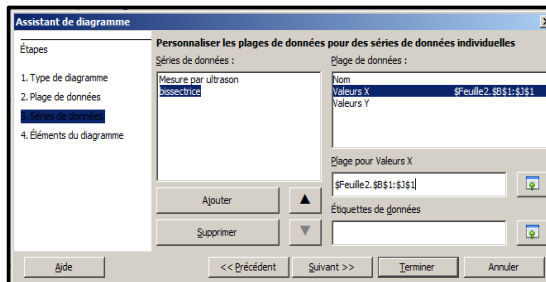 Assistant de diagramme
Étapes
1. Type de diagramme
2. Plage de données
3. Séries de données
4. Éléments du diagramme
Personnaliser les plages de données pour des séries de données individuelles
Séries de données :
Mesure par ultrason
bissectrice
Ajouter
Supprimer
Plage de données :
Nom
Valeurs X $Feuille2.$B$1:$J$1
Valeurs Y
Plage pour Valeurs X
$Feuille2.$B$1:$J$1
Étiquettes de données
Aide
<< Précédent
Suivant >>
Terminer
Annuler